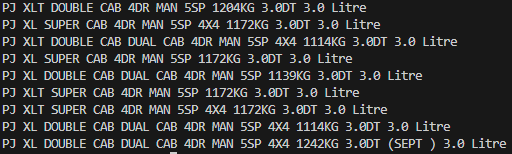 PJ XLT DOUBLE CAB 4DR MAN 5SP 1204KG 3.0DT 3.0 Litre
PJ XL SUPER CAB 4DR MAN 5SP 4X4 1172KG 3.0DT 3.0 Litre
PJ XLT DOUBLE CAB DUAL CAB 4DR MAN 5SP 4X4 1114KG 3.0DT 3.0 Litre
PJ XL SUPER CAB 4DR MAN 5SP 1172KG 3.0DT 3.0 Litre
PJ XL DOUBLE CAB DUAL CAB 4DR MAN 5SP 1139KG 3.0DT 3.0 Litre
PJ XLT SUPER CAB 4DR MAN 5SP 1172KG 3.0DT 3.0 Litre
PJ XLT SUPER CAB 4DR MAN 5SP 4X4 1172KG 3.0DT 3.0 Litre
PJ XL DOUBLE CAB DUAL CAB 4DR MAN 5SP 4X4 1114KG 3.0DT 3.0 Litre
PJ XL DOUBLE CAB DUAL CAB 4DR MAN 5SP 4X4 1242KG 3.0DT (SEPT ) 3.0 Litre